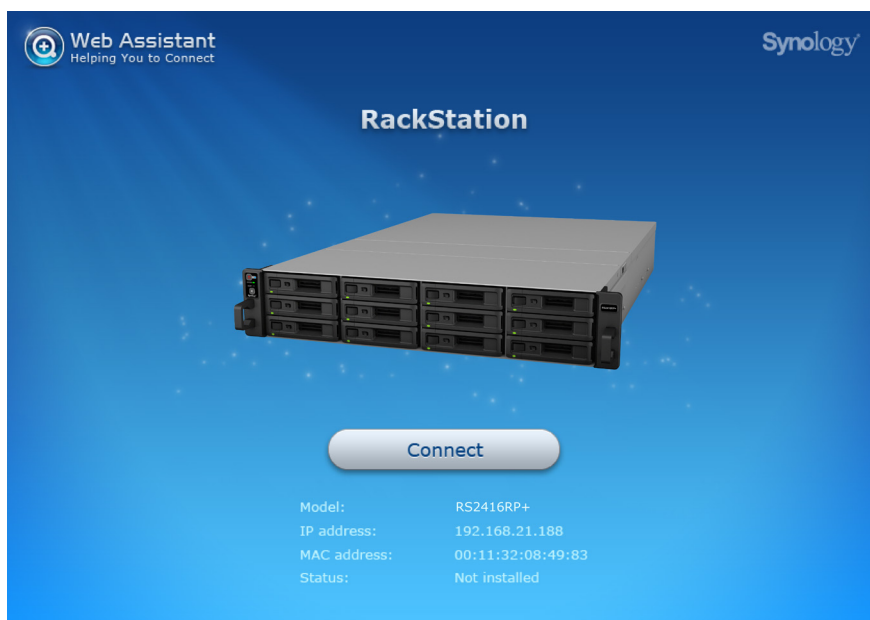 Web Assistant
Helping You to Connect
Synology
RackStation
Connect
Model: RS2416RP+
IP address: 192.168.21.188
MAC address: 00:11:32:08:49:83
Status: Not installed